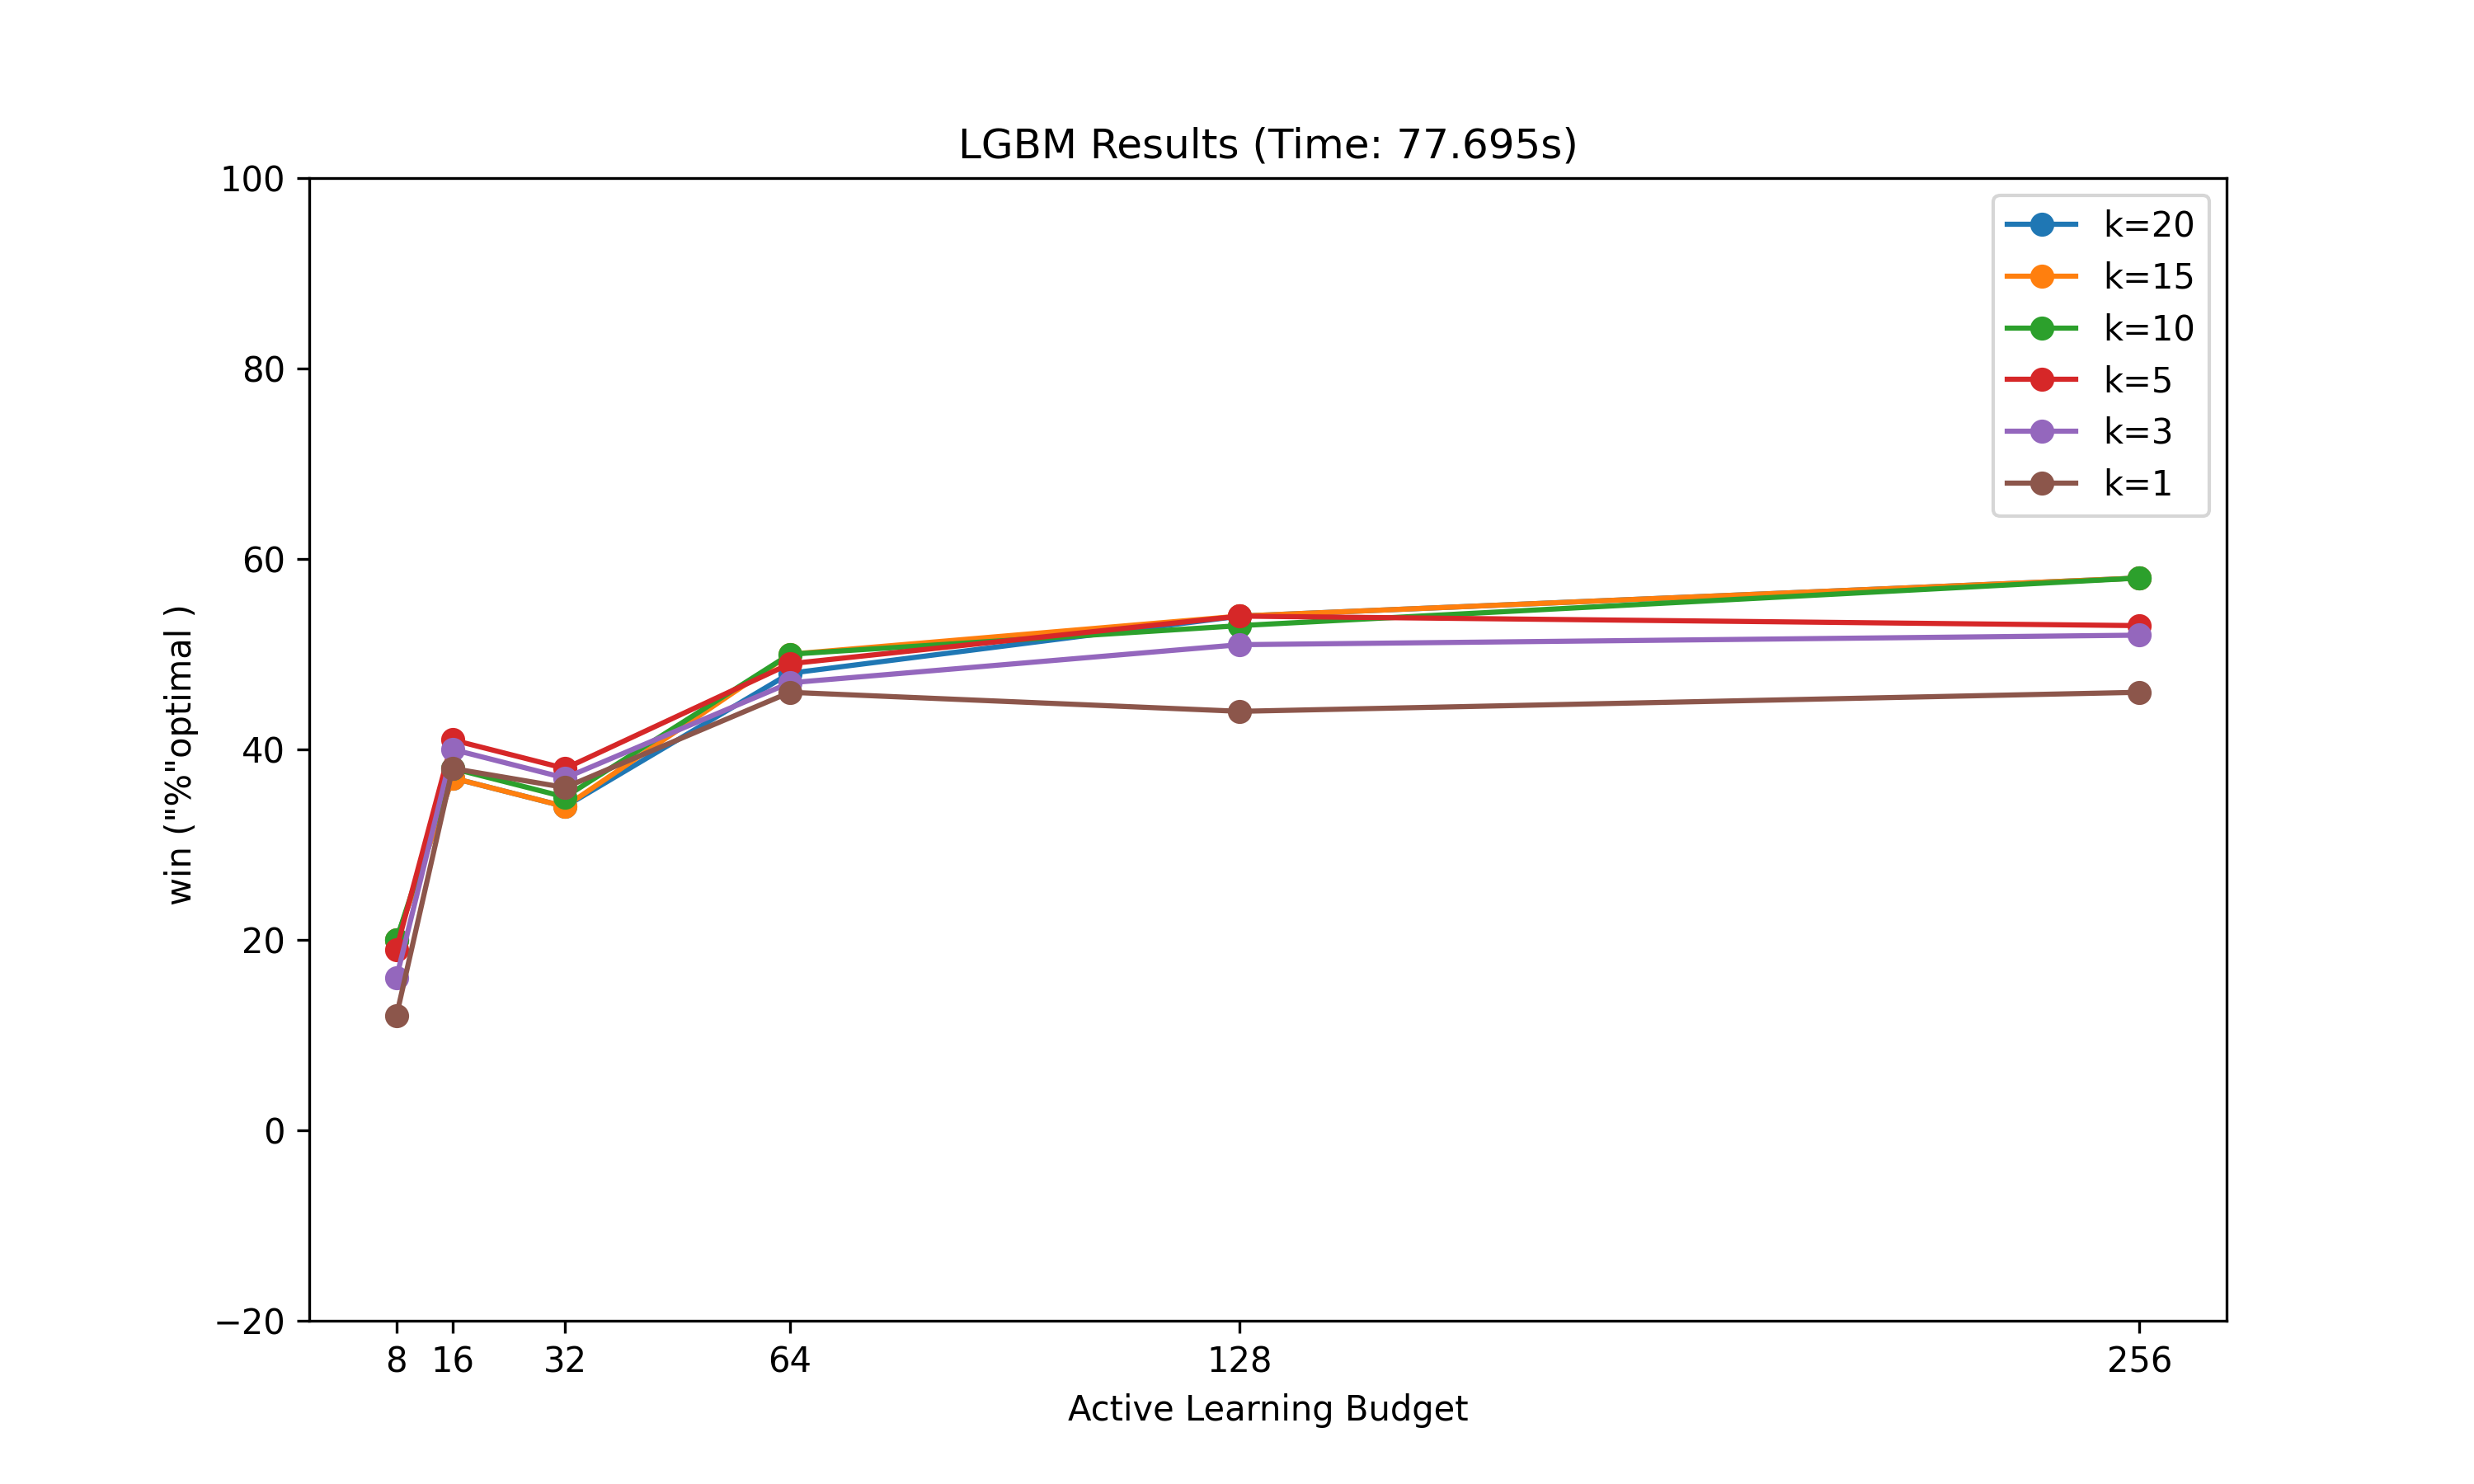 LGBM Results (Time: 77.695s)
100
80
60
40
20
0
−20
win ("%"optimal )
k=20
k=15
k=10
k=5
k=3
k=1
8 16 32 64 128 256
Active Learning Budget